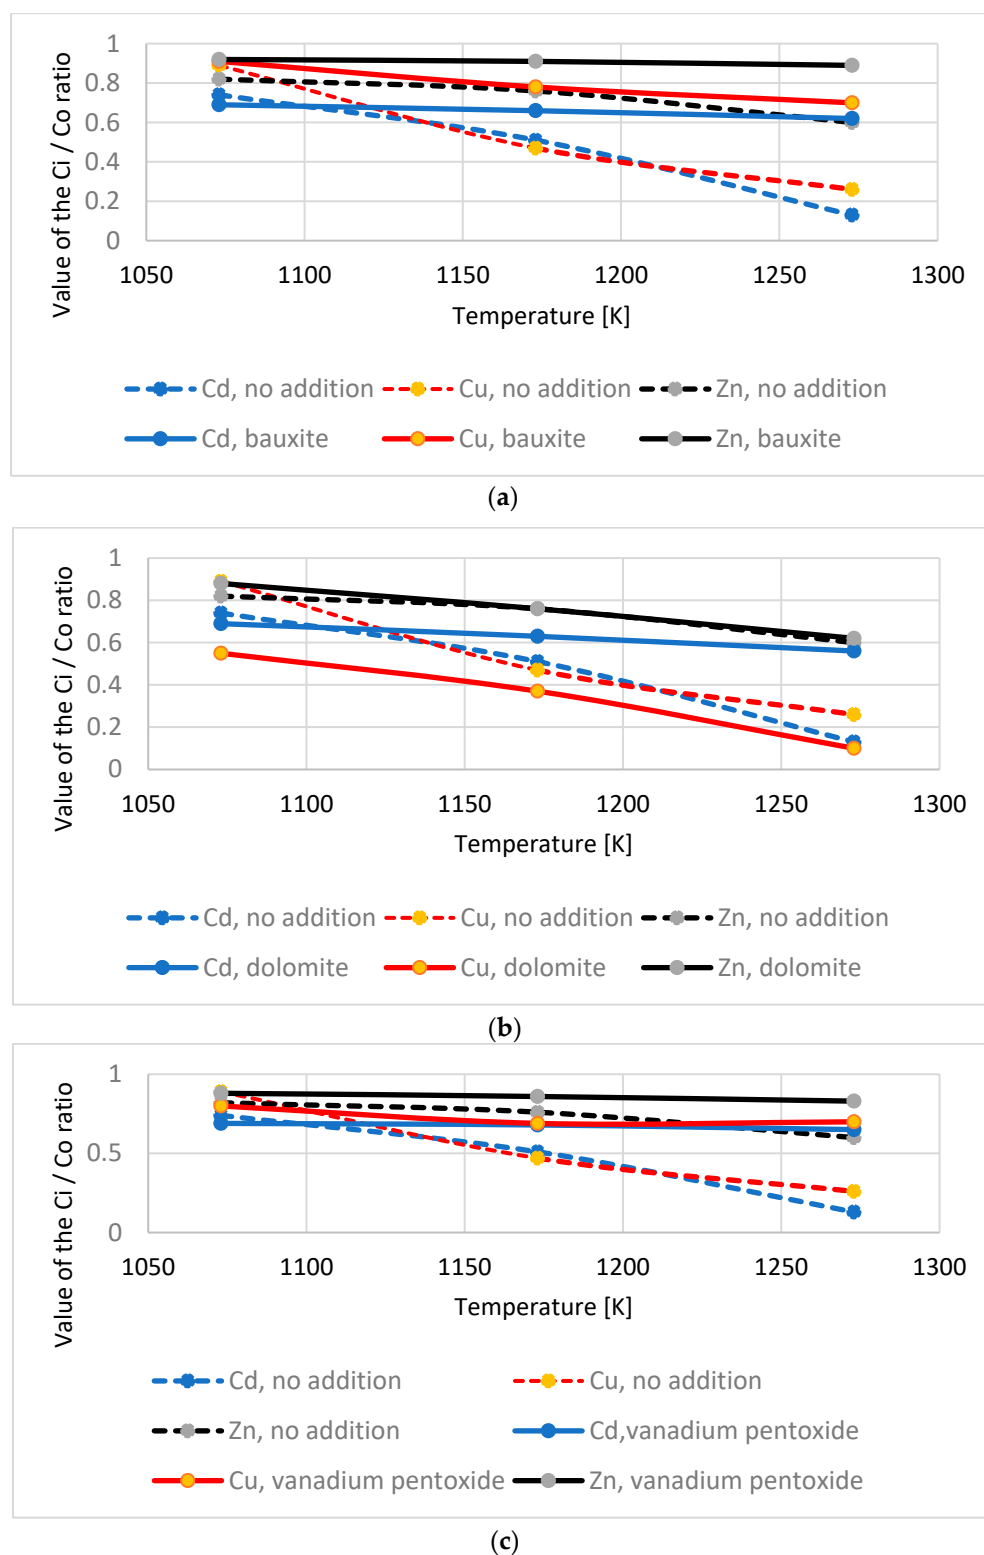 1
0.8
0.6
0.4
0.2
0
Value of the Ci / Co ratio
1050 1100 1150 1200 1250 1300
Temperature [K]
Cd, no addition Cu, no addition Zn, no addition
Cd, bauxite Cu, bauxite Zn, bauxite
(a)
1
0.8
0.6
0.4
0.2
0
Value of the Ci / Co ratio
1050 1100 1150 1200 1250 1300
Temperature [K]
Cd, no addition Cu, no addition Zn, no addition
Cd, dolomite Cu, dolomite Zn, dolomite
(b)
1
0.5
0
Value of the Ci / Co ratio
1050 1100 1150 1200 1250 1300
Temperature [K]
Cd, no addition Cu, no addition
Zn, no addition Cd,vanadium pentoxide
Cu, vanadium pentoxide Zn, vanadium pentoxide
(c)